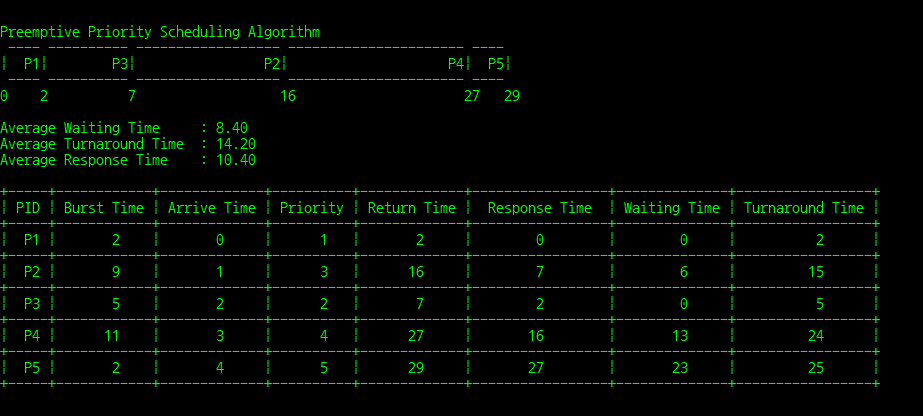 Preemptive Priority Scheduling Algorithm
| P1| P3| P2| P4| P5|
0 2 7 16 27 29
Average Waiting Time : 8.40
Average Turnaround Time : 14.20
Average Response Time : 10.40
| PID | Burst Time | Arrive Time | Priority | Return Time | Response Time | Waiting Time | Turnaround Time |
| P1 | 2 | 0 | 1 | 2 | 0 | 0 | 2 |
| P2 | 9 | 1 | 3 | 16 | 7 | 6 | 15 |
| P3 | 5 | 2 | 2 | 7 | 2 | 0 | 5 |
| P4 | 11 | 3 | 4 | 27 | 16 | 13 | 24 |
| P5 | 2 | 4 | 5 | 29 | 27 | 23 | 25 |